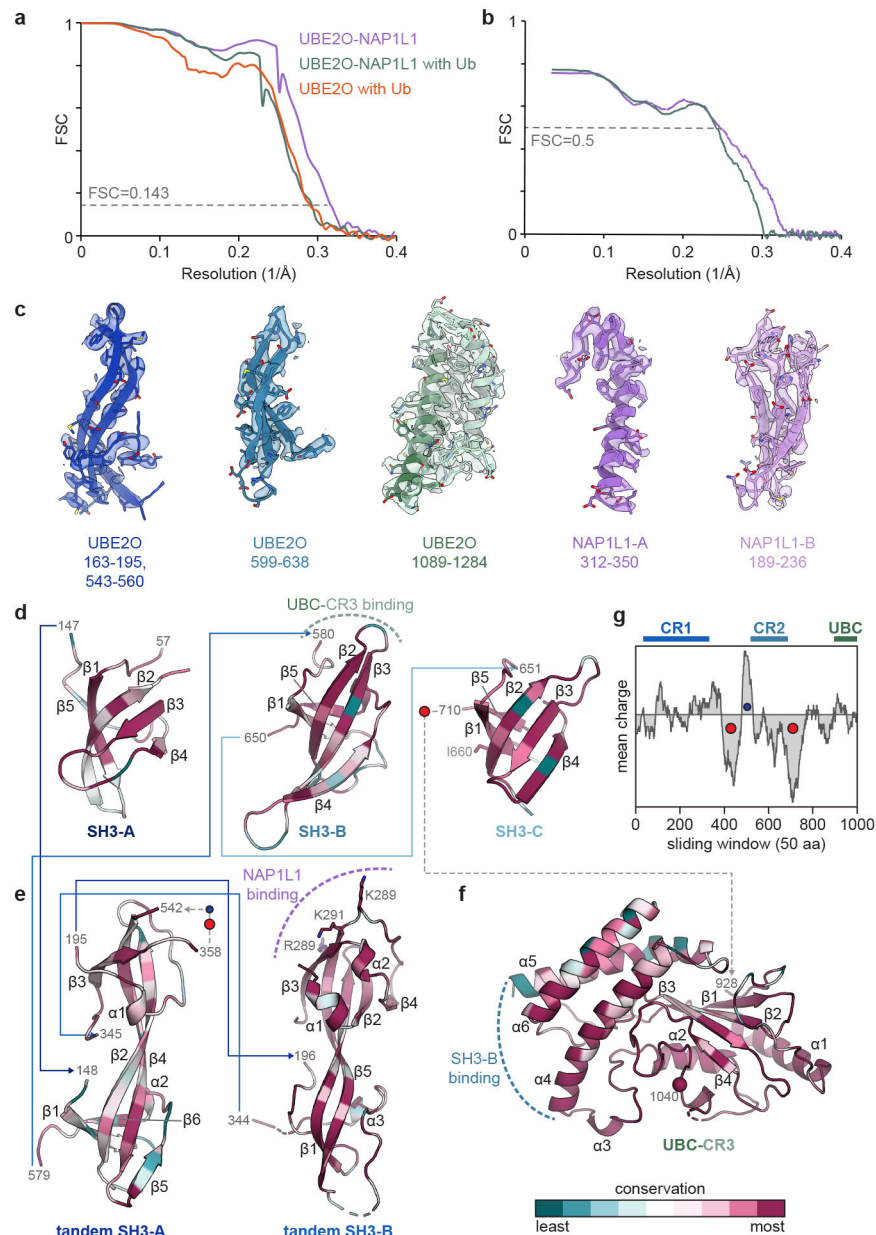 a
1
FSC
0
FSC=0.143
UBE2O-NAP1L1
UBE2O-NAP1L1 with Ub
UBE2O with Ub
0
0.1
0.2
0.3
0.4
Resolution (1/Å)
b
1
FSC
0
FSC=0.5
0
0.1
0.2
0.3
0.4
Resolution (1/Å)
c
UBE2O
163-195,
543-560
UBE2O
599-638
UBE2O
1089-1284
NAP1L1-A
312-350
NAP1L1-B
189-236
d
147
57
β1
β2
β3
β5
β4
SH3-A
UBC-CR3 binding
580
β3
β5
β2
β1
650
β4
SH3-B
651
β5
β2
β3
710
β1
I660
β4
SH3-C
g
CR1
CR2
UBC
mean charge
0
200
400
600
800
1000
sliding window (50 aa)
e
542
195
358
β3
α1
345
β2
β4
148
α2
β1
β6
579
β5
tandem SH3-A
NAP1L1
binding
K289
K291
R289
α2
β3
β4
α1
β2
196
β5
344
α3
β1
tandem SH3-B
f
α5
928
β3
β1
α6
β2
α2
α1
SH3-B
binding
α4
β4
1040
α3
UBC-CR3
conservation
least
most